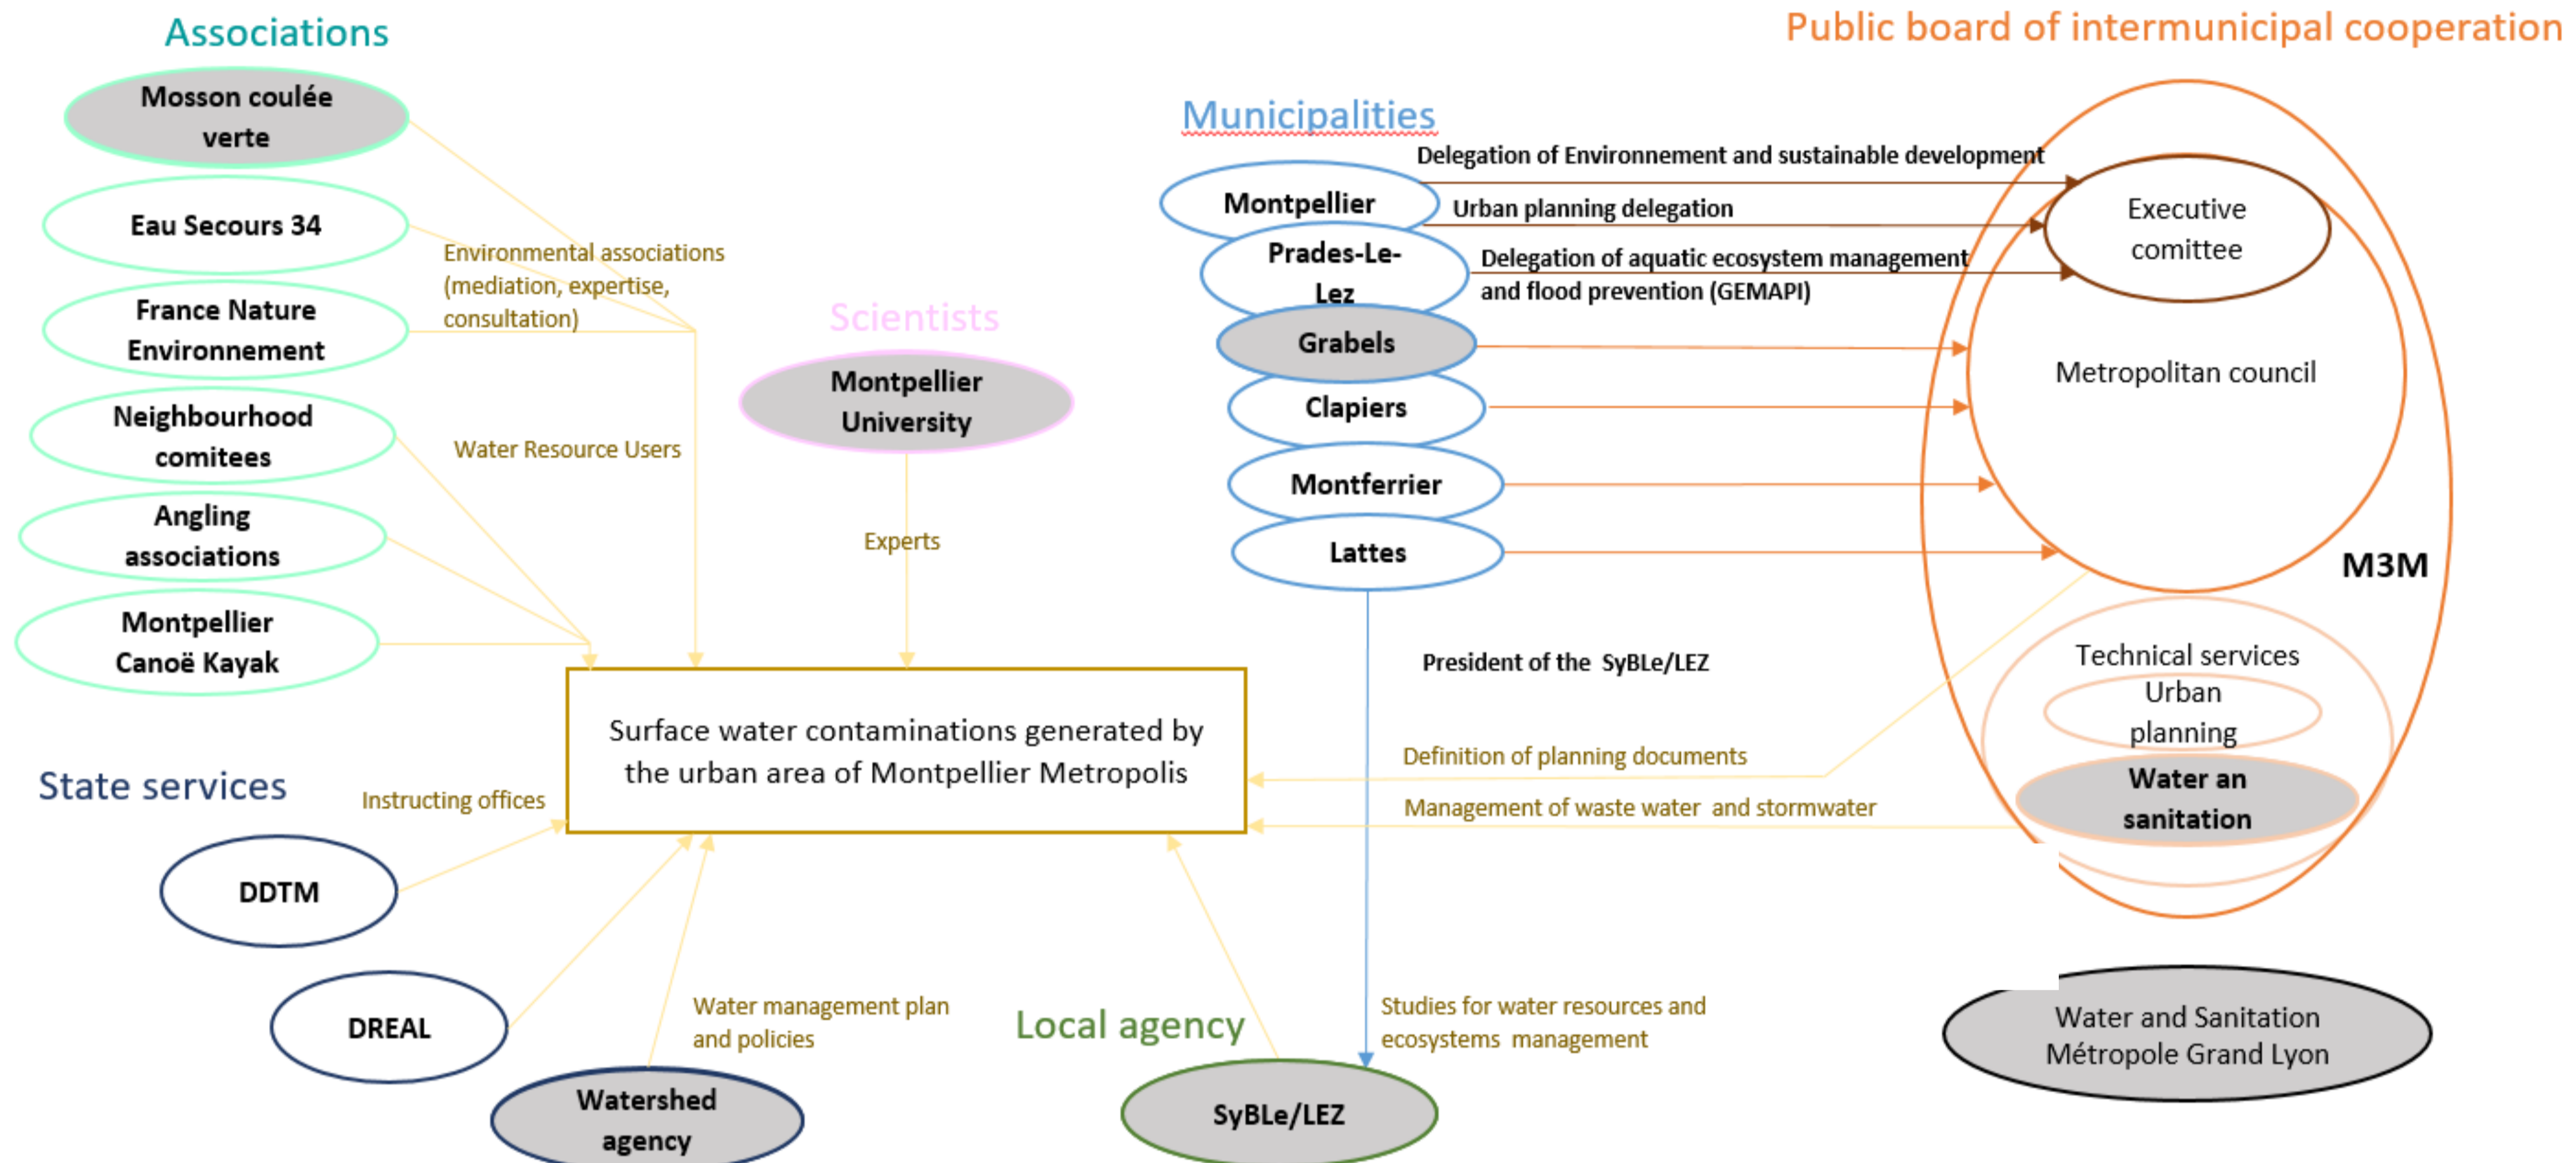 Associations
Mosson coulée
verte
Eau Secours 34
France Nature
Environnement
Neighbourhood
comitees
Angling
associations
Montpellier
Canoë Kayak
Environmental associations
(mediation, expertise,
consultation)
Water Resource Users
Scientists
Montpellier
University
Experts
Municipalities
Montpellier
Prades-Le-
Lez
Grabels
Clapiers
Montferrier
Lattes
Delegation of Environnement and sustainable development
Urban planning delegation
Delegation of aquatic ecosystem management
and flood prevention (GEMAPI)
Public board of intermunicipal cooperation
Executive
comittee
Metropolitan council
M3M
Technical services
Urban
planning
Water an
sanitation
President of the SyBLe/LEZ
Definition of planning documents
Management of waste water and stormwater
Surface water contaminations generated by
the urban area of Montpellier Metropolis
State services
Instructing offices
DDTM
DREAL
Watershed
agency
Water management plan
and policies
Local agency
SyBLe/LEZ
Studies for water resources and
ecosystems management
Water and Sanitation
Métropole Grand Lyon